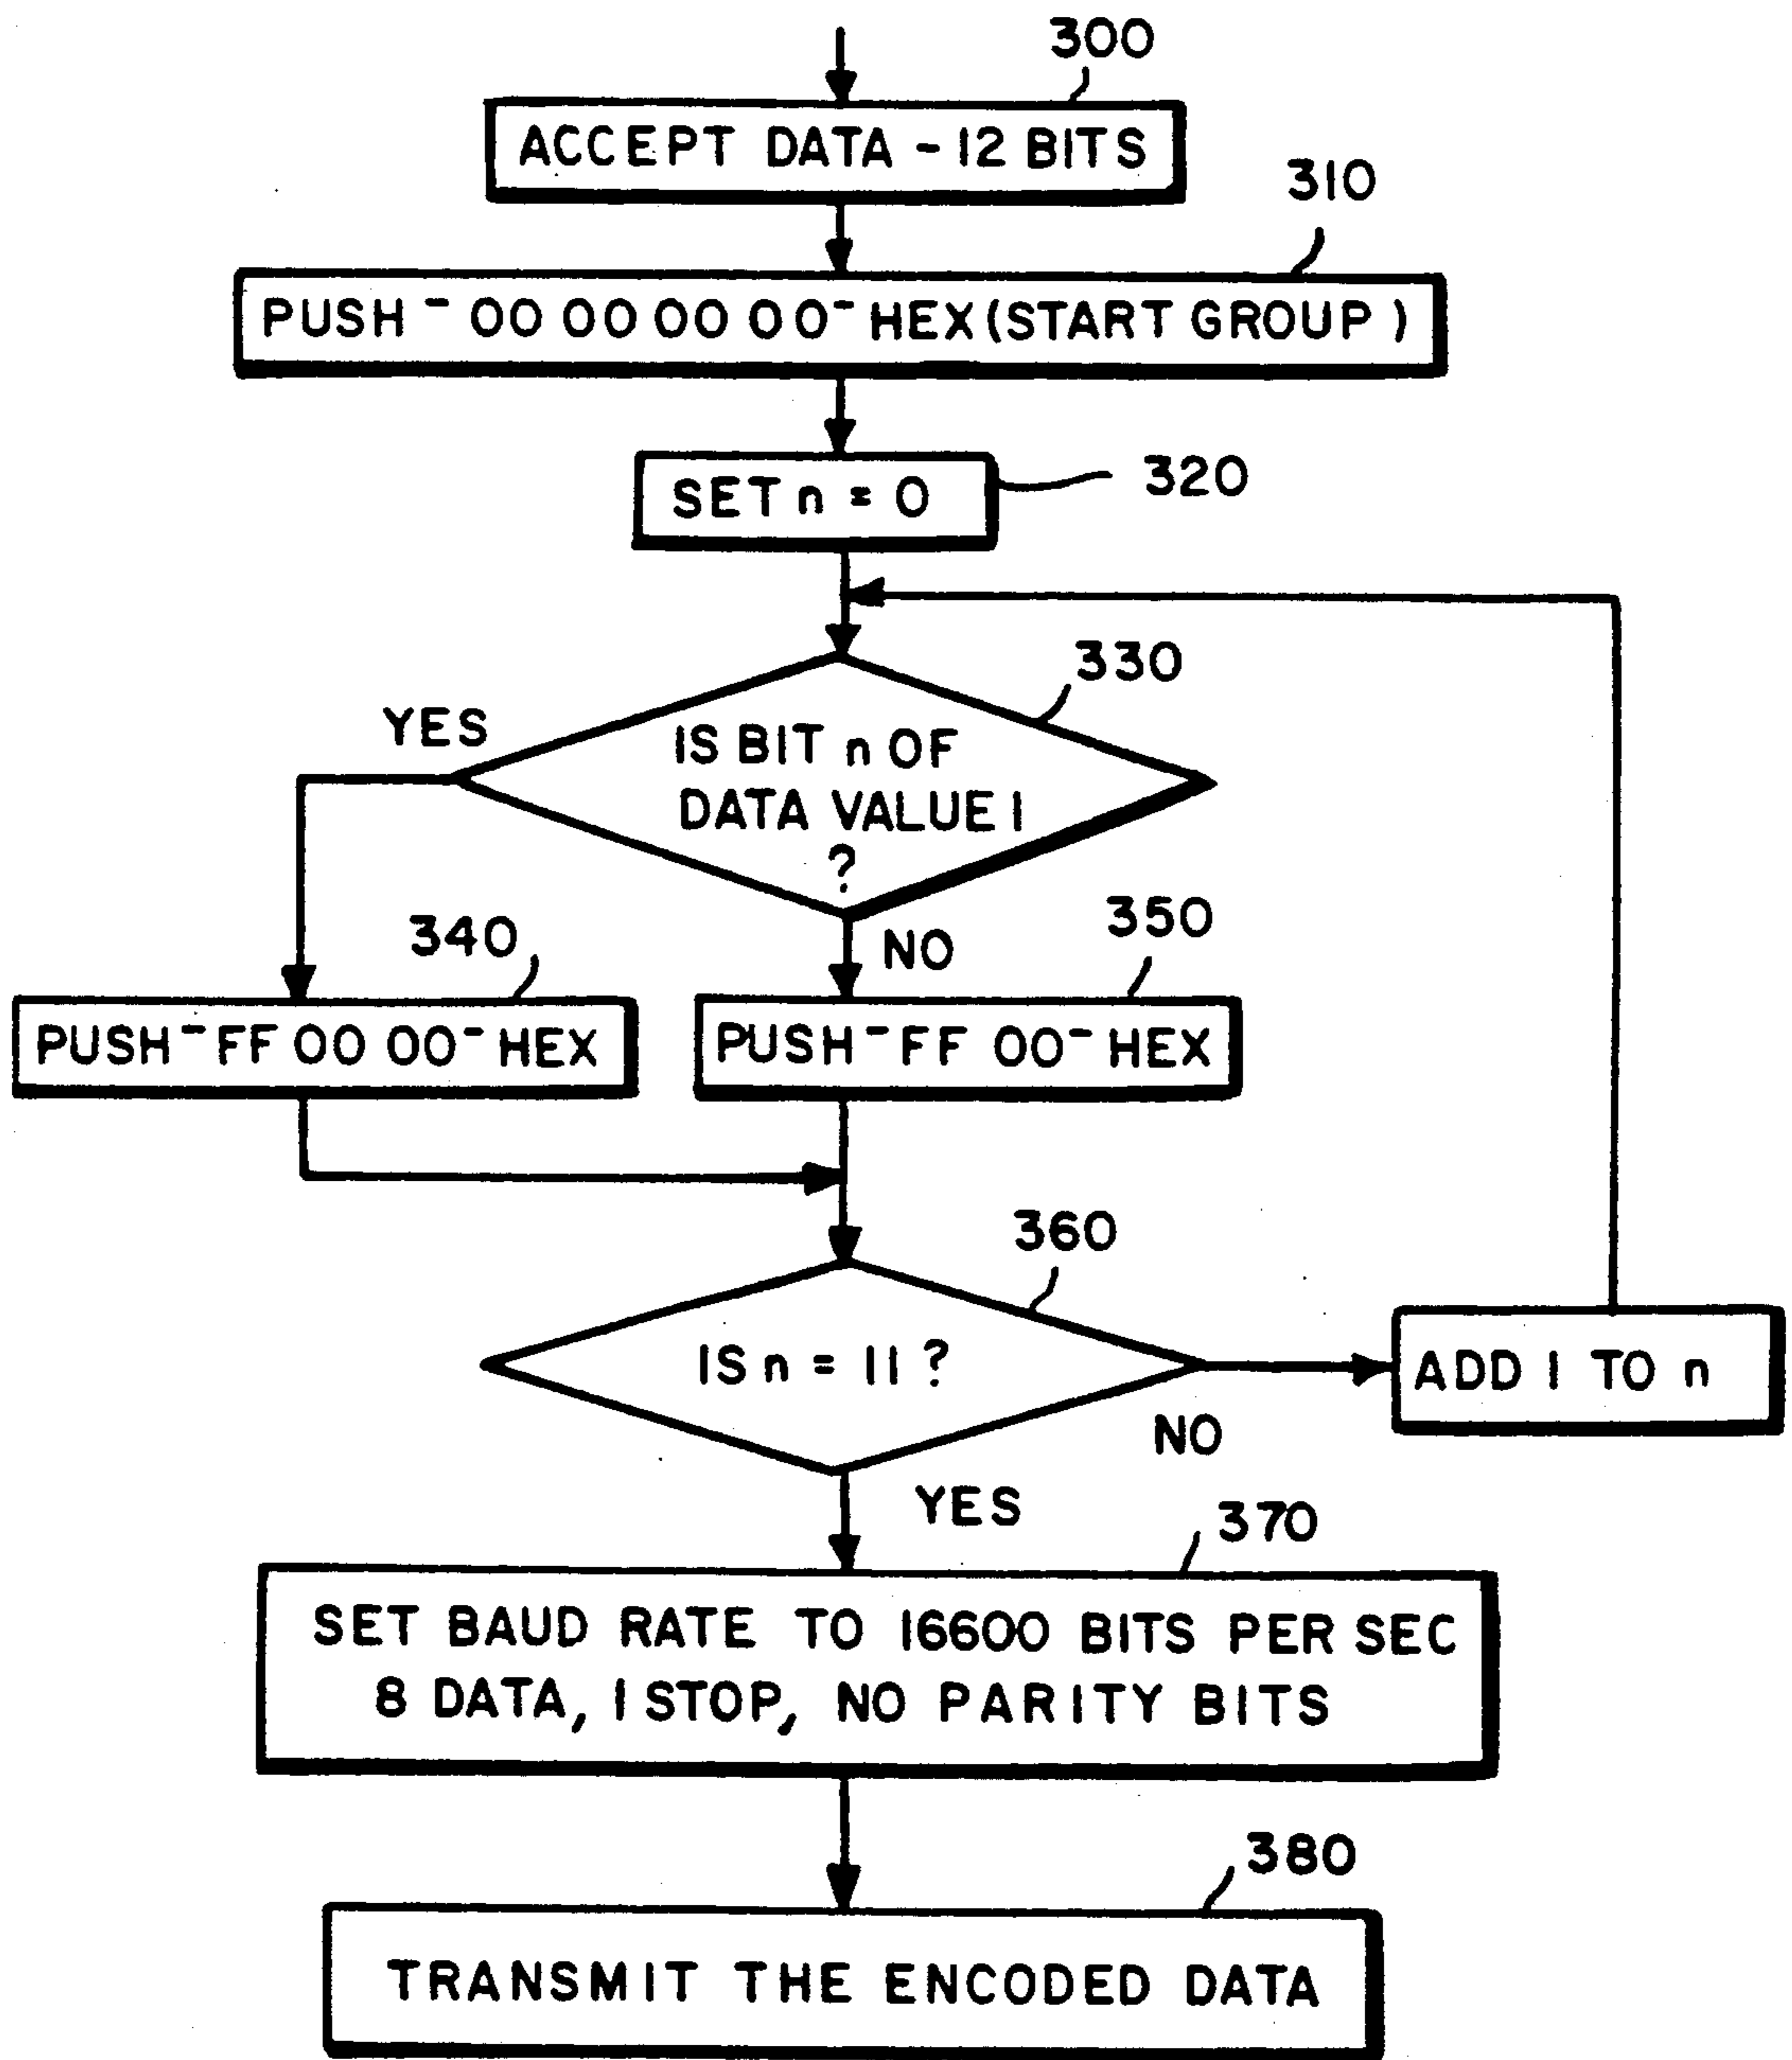 300
ACCEPT DATA - 12 BITS
310
PUSH - 00 00 00 00 - HEX (START GROUP)
SET n = 0
320
330
YES
IS BIT n OF
DATA VALUE 1
?
NO
340
350
PUSH - FF 00 00 - HEX
PUSH - FF 00 - HEX
360
IS n = 11 ?
NO
ADD 1 TO n
YES
370
SET BAUD RATE TO 16600 BITS PER SEC
8 DATA, 1 STOP, NO PARITY BITS
380
TRANSMIT THE ENCODED DATA